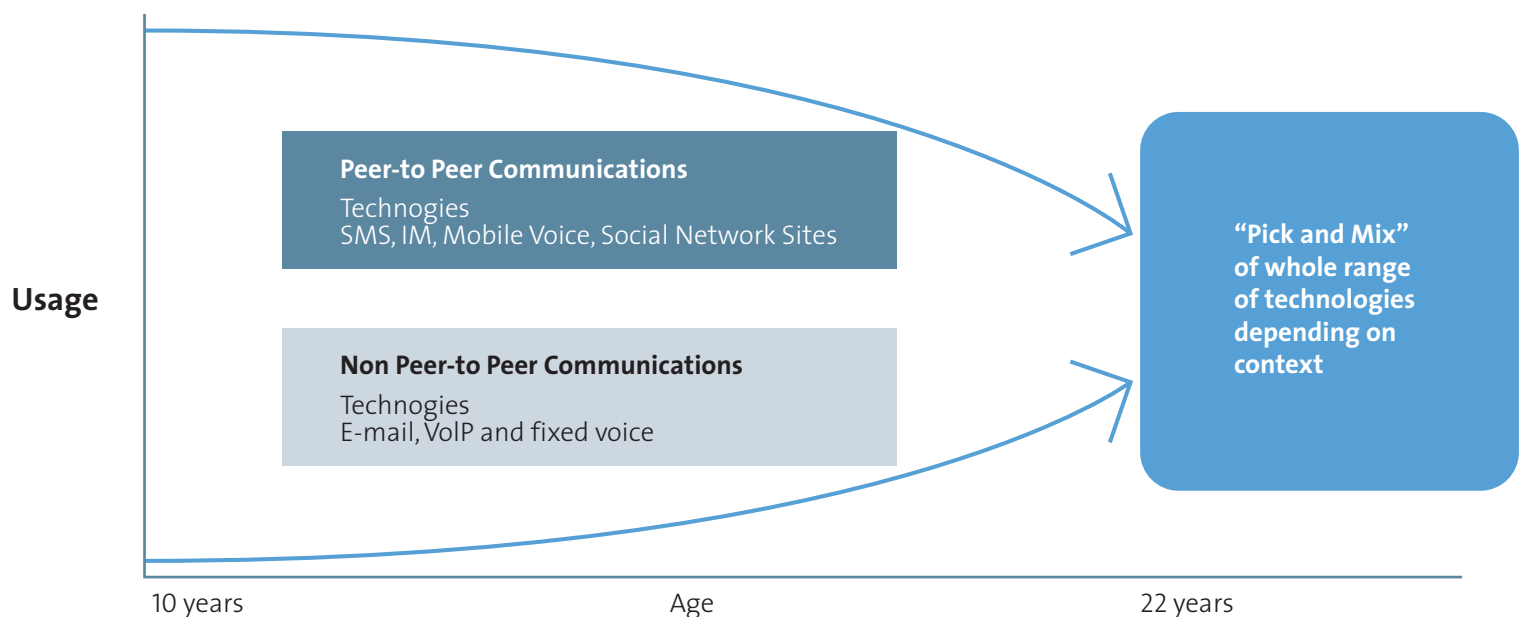 Peer-to Peer Communications
Technogies
SMS, IM, Mobile Voice, Social Network Sites
Usage
Non Peer-to Peer Communications
Technogies
E-mail, VoIP and fixed voice
“Pick and Mix”
of whole range
of technologies
depending on
context
10 years
Age
22 years